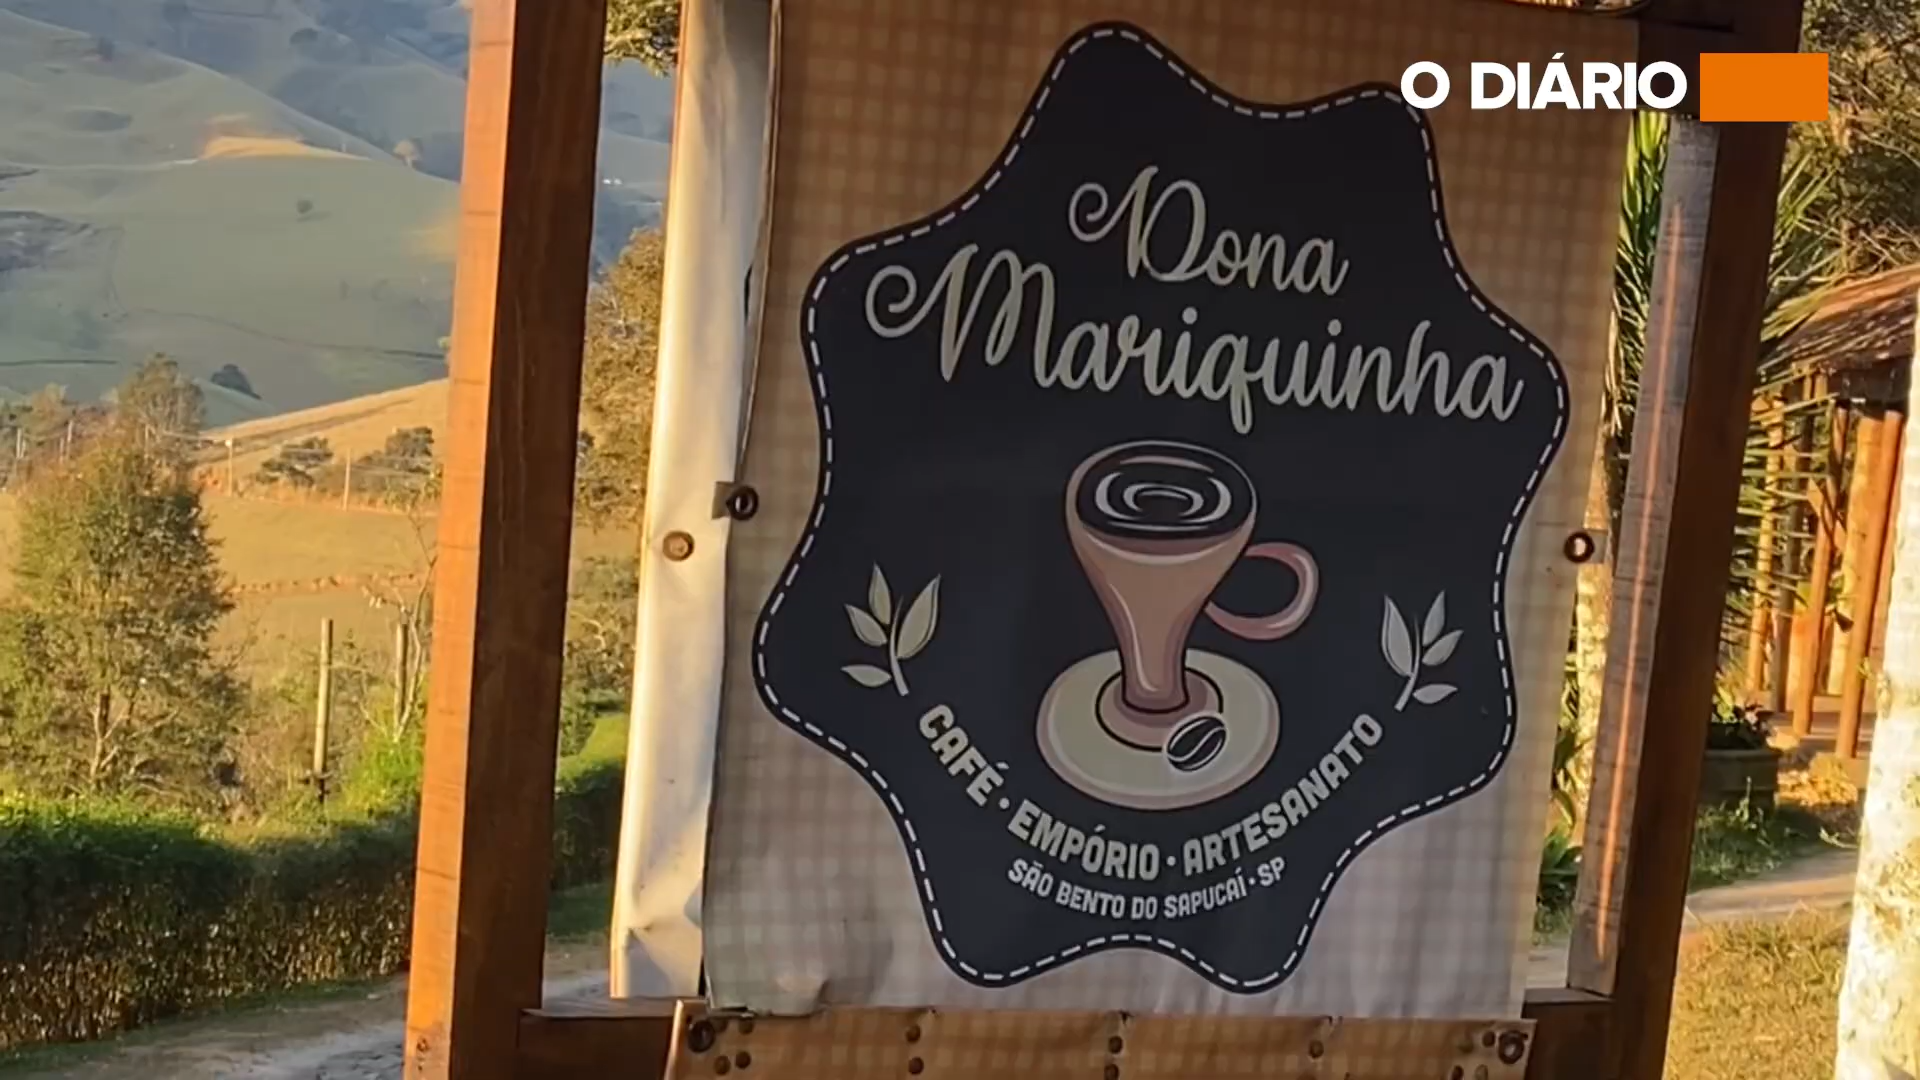 O DIÁRIO
Dona
Mariquinha
CAFÉ · EMPÓRIO · ARTESANATO
SÃO BENTO DO SAPUCAÍ · SP